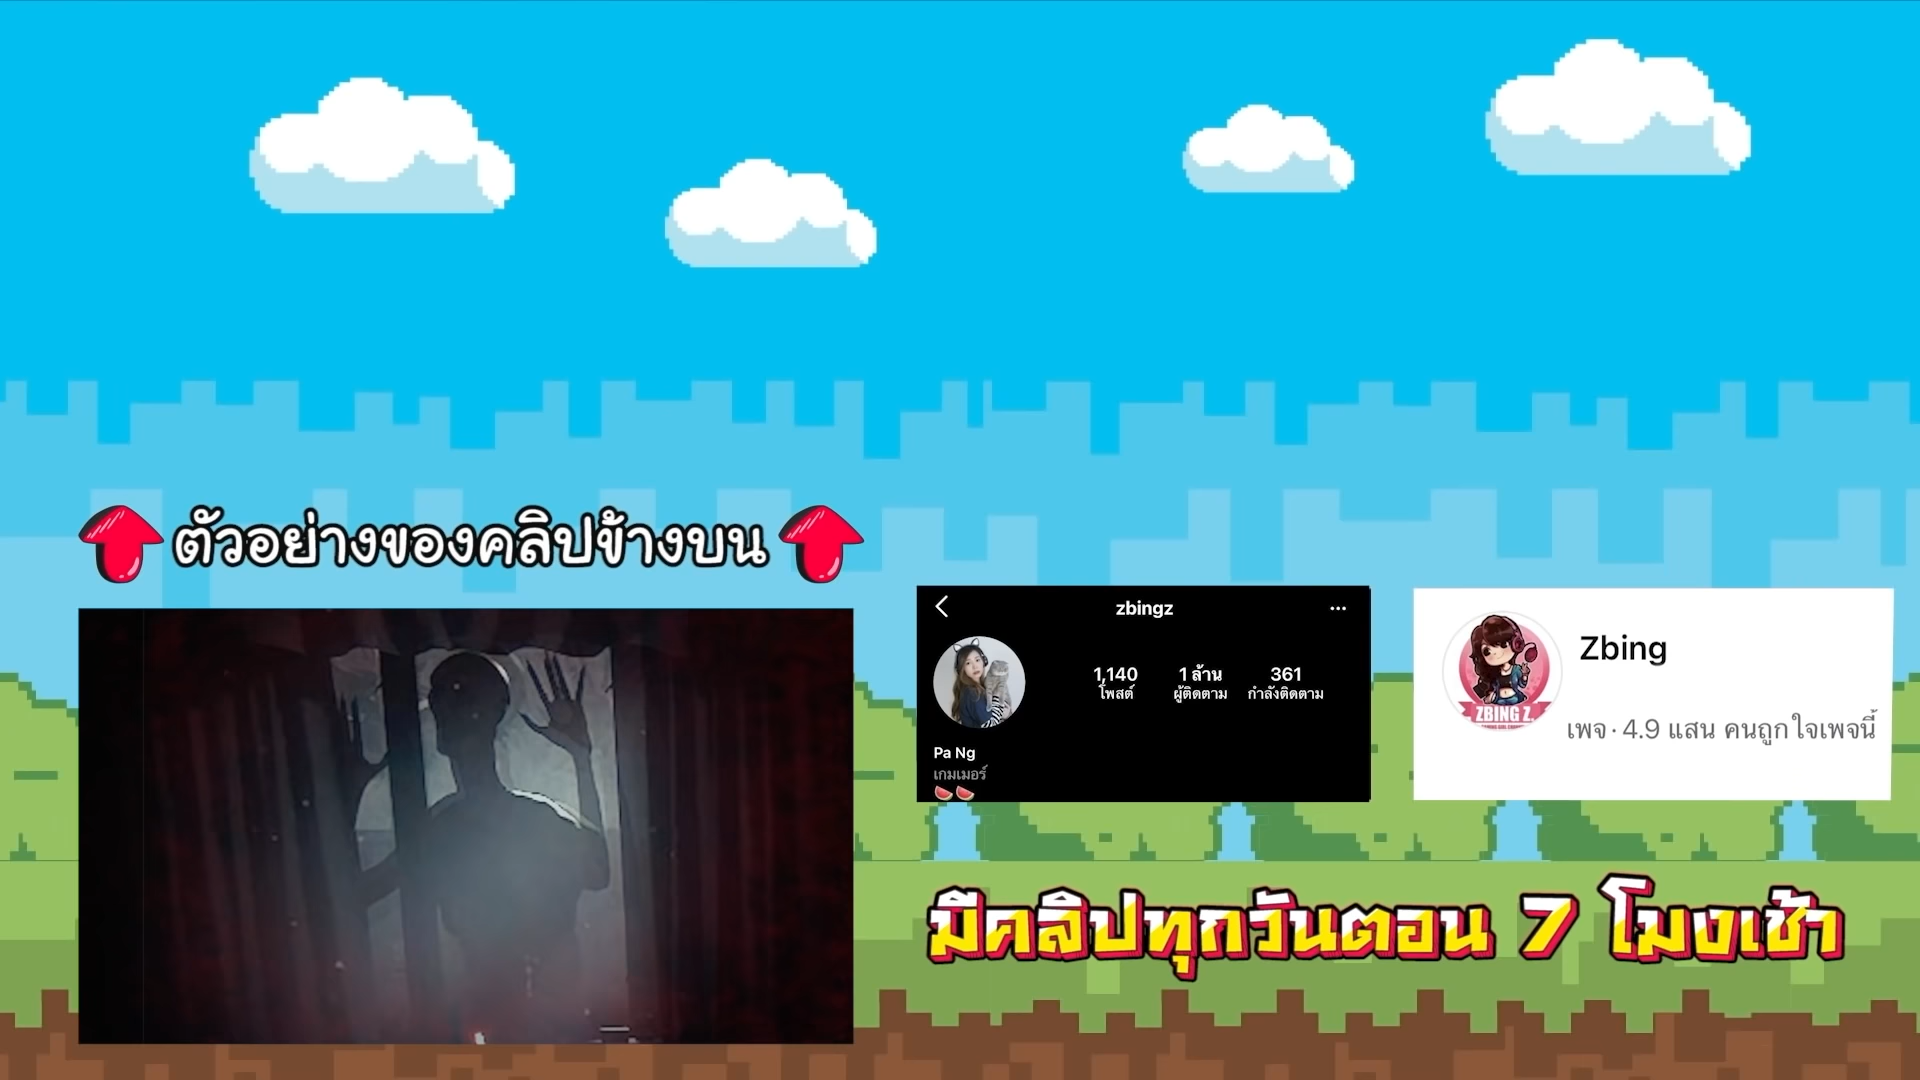 ตัวอย่างของคลิปข้างบน
zbingz
1,140
1 ล้าน
361
โพสต์
ผู้ติดตาม
กำลังติดตาม
Pa Ng
เกมเมอร์
Zbing
ZBING Z.
เพจ · 4.9 แสน คนถูกใจเพจนี้
มีคลิปทุกวันตอน 7 โมงเช้า